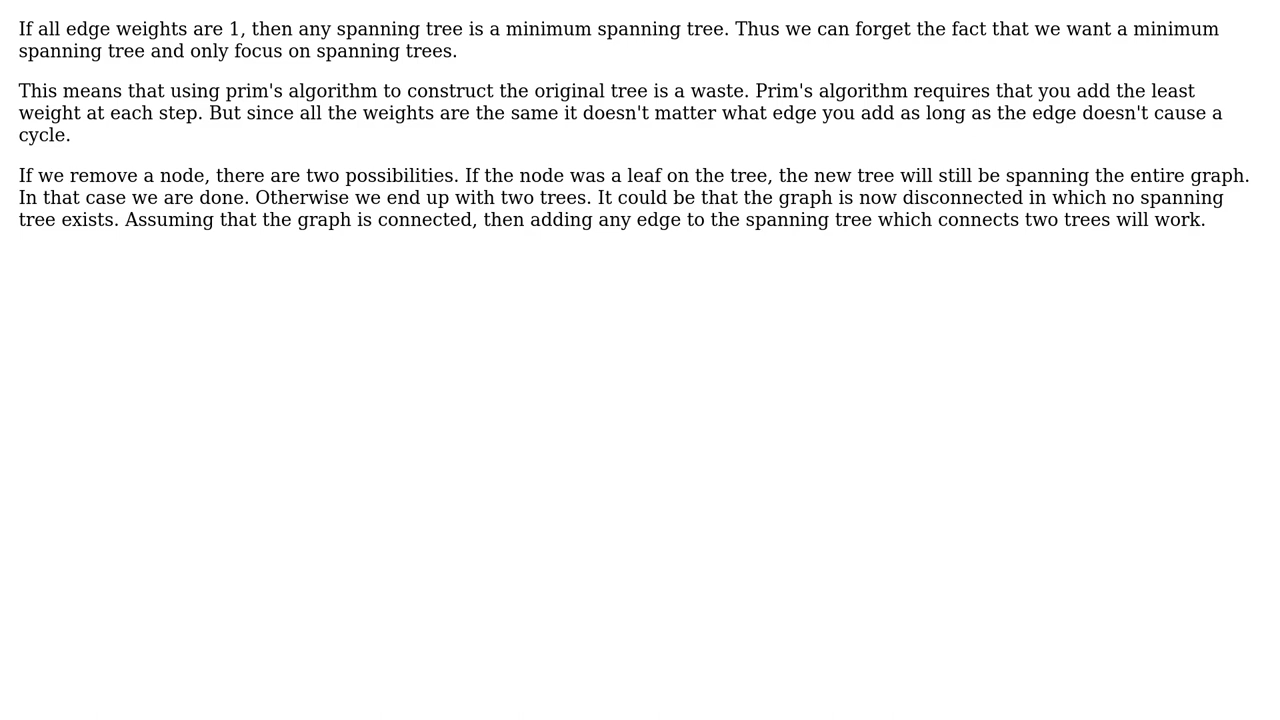 If all edge weights are 1, then any spanning tree is a minimum spanning tree. Thus we can forget the fact that we want a minimum
spanning tree and only focus on spanning trees.
This means that using prim's algorithm to construct the original tree is a waste. Prim's algorithm requires that you add the least
weight at each step. But since all the weights are the same it doesn't matter what edge you add as long as the edge doesn't cause a
cycle.
If we remove a node, there are two possibilities. If the node was a leaf on the tree, the new tree will still be spanning the entire graph.
In that case we are done. Otherwise we end up with two trees. It could be that the graph is now disconnected in which no spanning
tree exists. Assuming that the graph is connected, then adding any edge to the spanning tree which connects two trees will work.